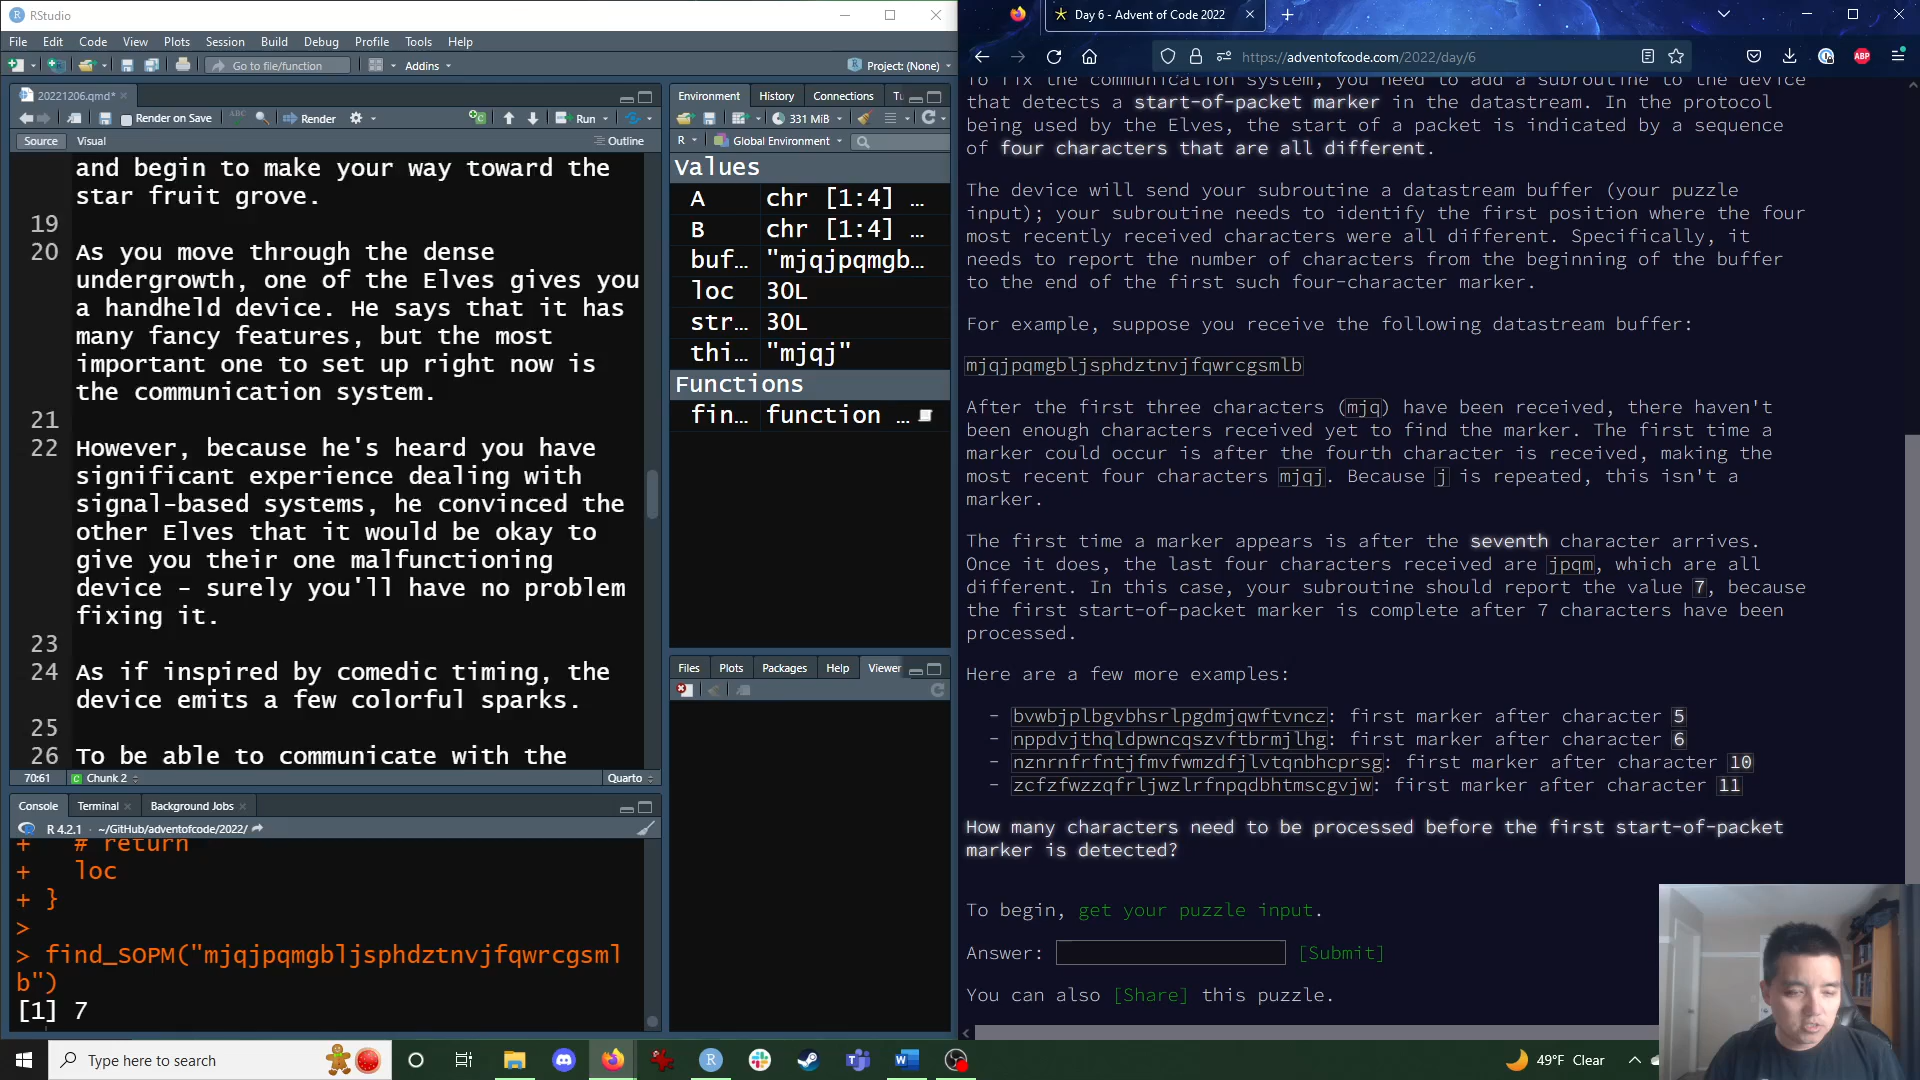 RStudio
File Edit Code View Plots Session Build Debug Profile Tools Help
Go to file/function Addins Project: (None)
20221206.qmd*
Render on Save ABC Render Run
Source Visual Outline
and begin to make your way toward the
star fruit grove.
19
20 As you move through the dense
undergrowth, one of the Elves gives you
a handheld device. He says that it has
many fancy features, but the most
important one to set up right now is
the communication system.
21
22 However, because he's heard you have
significant experience dealing with
signal-based systems, he convinced the
other Elves that it would be okay to
give you their one malfunctioning
device - surely you'll have no problem
fixing it.
23
24 As if inspired by comedic timing, the
device emits a few colorful sparks.
25
26 To be able to communicate with the
70:61 Chunk 2 Quarto
Console Terminal Background Jobs
R 4.2.1 · ~/GitHub/adventofcode/2022/
+ # return
+ loc
+ }
>
> find_SOPM("mjqjpqmgbljsphdztnvjfqwrcgsml
b")
[1] 7
Environment History Connections Tu
331 MiB
R Global Environment
Values
A chr [1:4] …
B chr [1:4] …
buf… "mjqjpqmgb…
loc 30L
str… 30L
thi… "mjqj"
Functions
fin… function …
Files Plots Packages Help Viewer
Day 6 - Advent of Code 2022
https://adventofcode.com/2022/day/6
ABP
To fix the communication system, you need to add a subroutine to the device
that detects a start-of-packet marker in the datastream. In the protocol
being used by the Elves, the start of a packet is indicated by a sequence
of four characters that are all different.
The device will send your subroutine a datastream buffer (your puzzle
input); your subroutine needs to identify the first position where the four
most recently received characters were all different. Specifically, it
needs to report the number of characters from the beginning of the buffer
to the end of the first such four-character marker.
For example, suppose you receive the following datastream buffer:
mjqjpqmgbljsphdztnvjfqwrcgsmlb
After the first three characters (mjq) have been received, there haven't
been enough characters received yet to find the marker. The first time a
marker could occur is after the fourth character is received, making the
most recent four characters mjqj. Because j is repeated, this isn't a
marker.
The first time a marker appears is after the seventh character arrives.
Once it does, the last four characters received are jpqm, which are all
different. In this case, your subroutine should report the value 7, because
the first start-of-packet marker is complete after 7 characters have been
processed.
Here are a few more examples:
- bvwbjplbgvbhsrlpgdmjqwftvncz: first marker after character 5
- nppdvjthqldpwncqszvftbrmjlhg: first marker after character 6
- nznrnfrfntjfmvfwmzdfjlvtqnbhcprsg: first marker after character 10
- zcfzfwzzqfrljwzlrfnpqdbhtmscgvjw: first marker after character 11
How many characters need to be processed before the first start-of-packet
marker is detected?
To begin, get your puzzle input.
Answer: [Submit]
You can also [Share] this puzzle.
Type here to search
49°F Clear